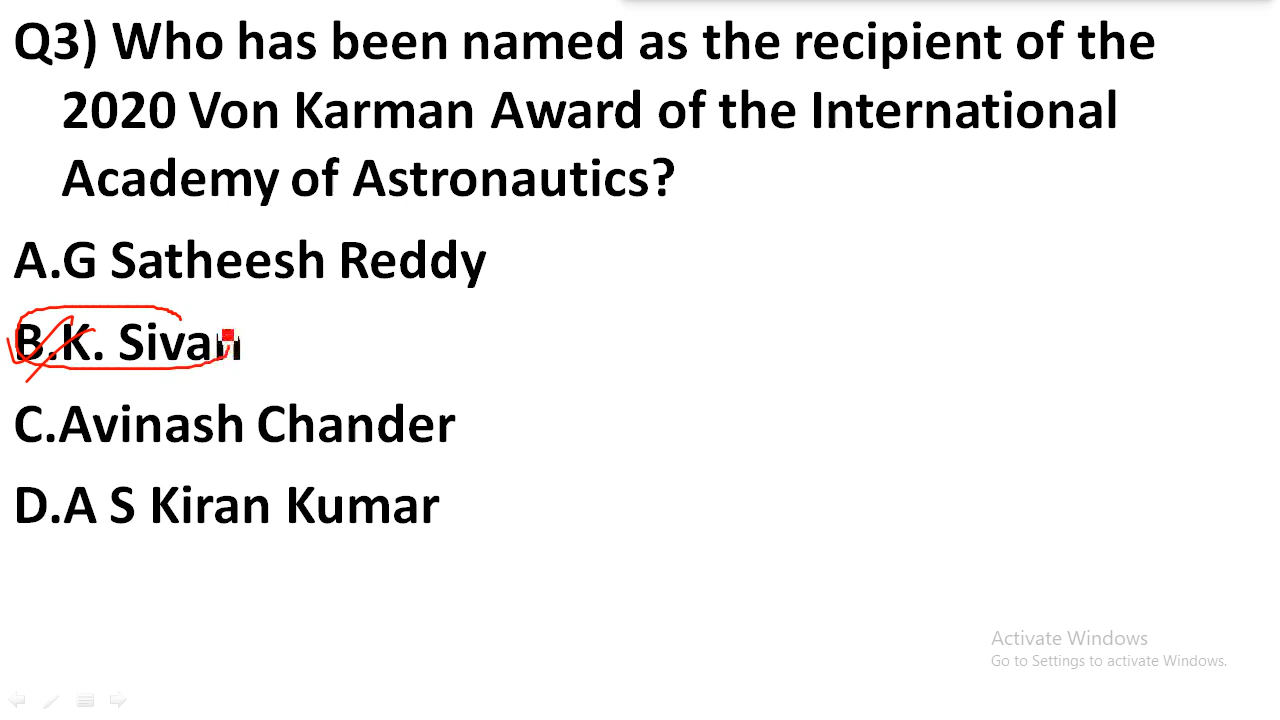 Q3) Who has been named as the recipient of the
2020 Von Karman Award of the International
Academy of Astronautics?
A.G Satheesh Reddy
B.K. Sivan
C.Avinash Chander
D.A S Kiran Kumar
Activate Windows
Go to Settings to activate Windows.